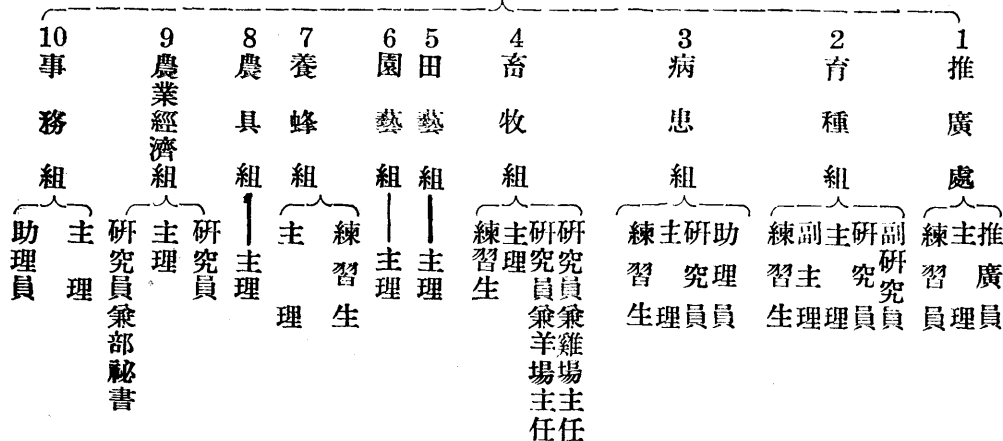 1 推廣處
推廣員
主理
練習員
2 育種組
副研究員
研究員
主理
副主理
練習生
3 病患組
助理員
研究員
主理
練習生
4 畜牧組
研究員兼雞場主任
研究員兼羊場主任
主理
練習生
5 田藝組
主理
6 園藝組
主理
7 養蜂組
練習生
主理
8 農具組
主理
9 農業經濟組
研究員
主理
研究員兼部祕書
10 事務組
主理
助理員